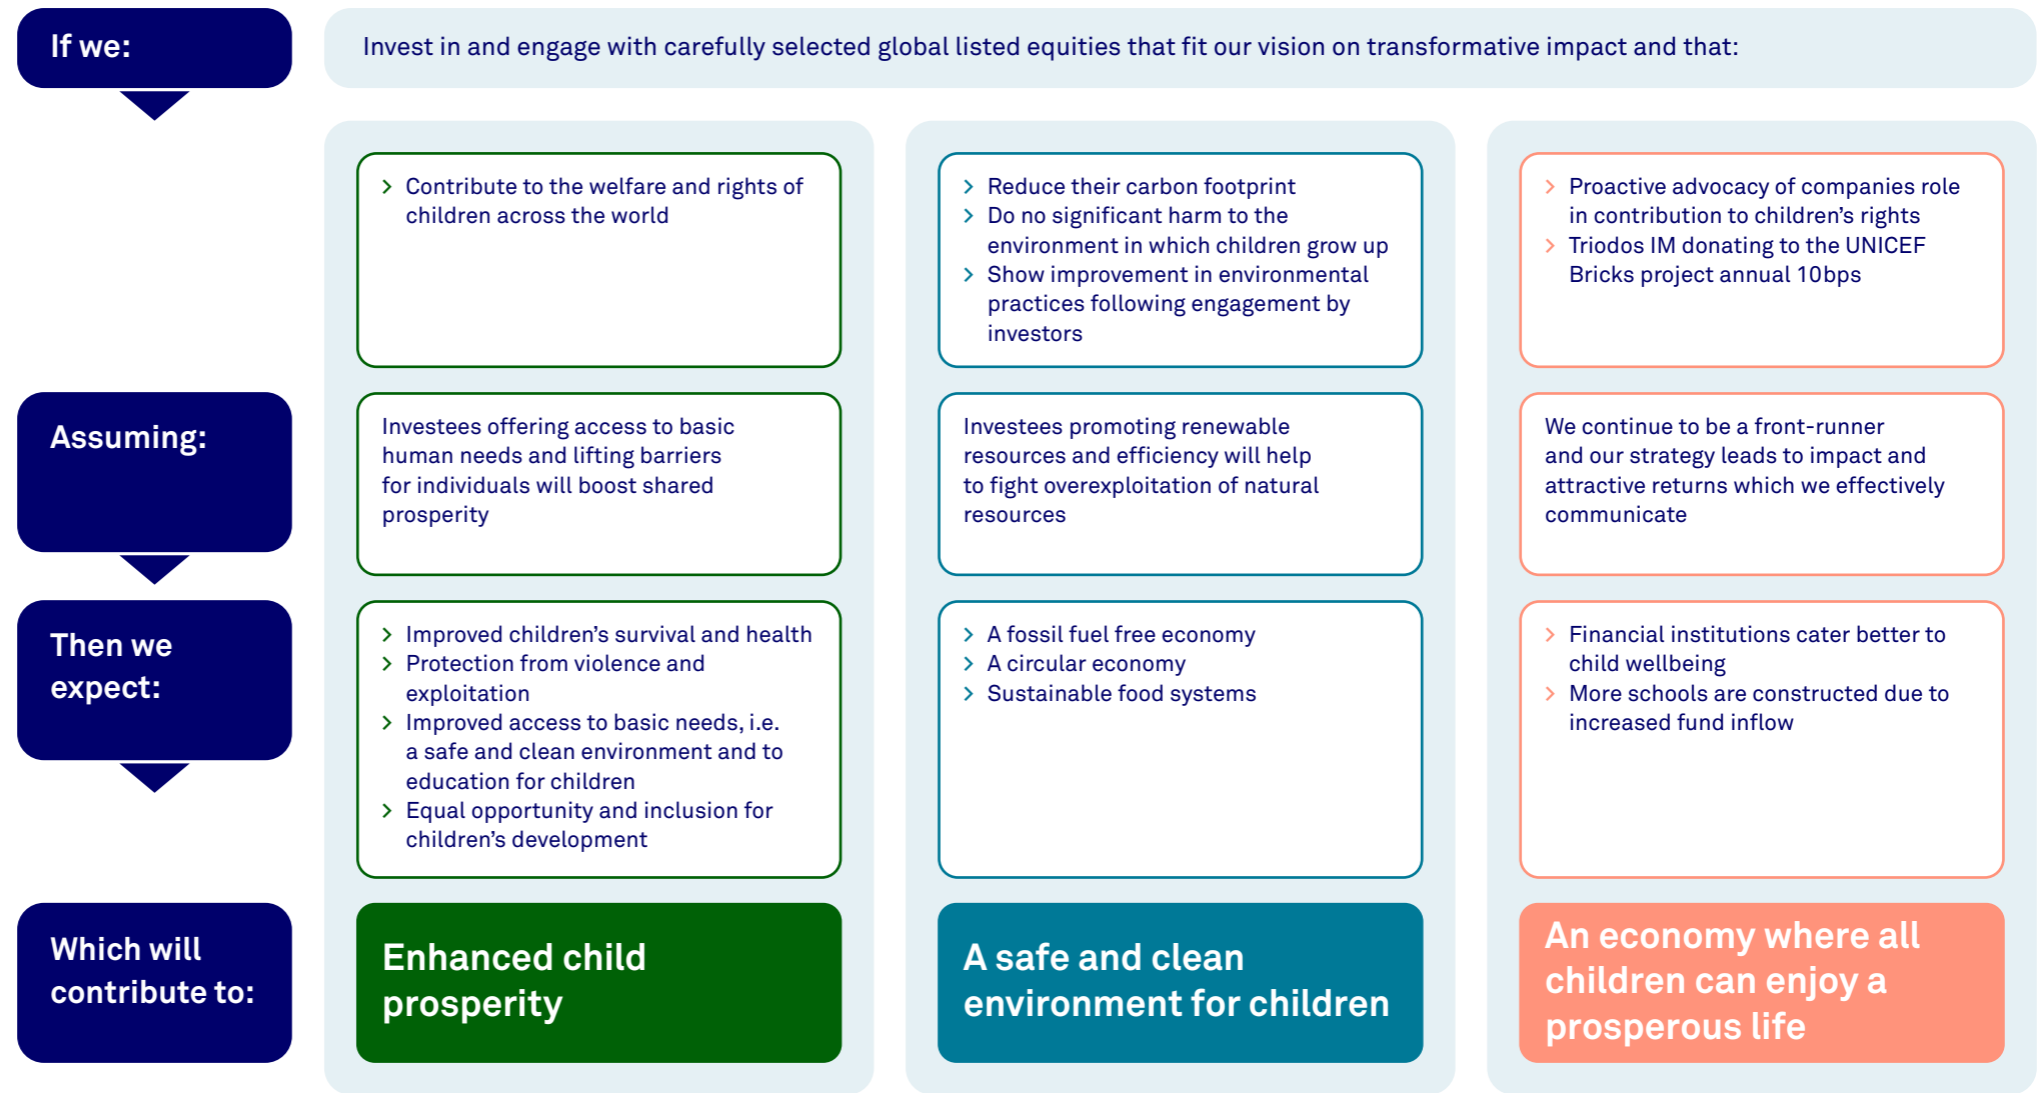 If we:
Invest in and engage with carefully selected global listed equities that fit our vision on transformative impact and that:
> Contribute to the welfare and rights of
children across the world
> Reduce their carbon footprint
> Do no significant harm to the
environment in which children grow up
> Show improvement in environmental
practices following engagement by
investors
> Proactive advocacy of companies role
in contribution to children’s rights
> Triodos IM donating to the UNICEF
Bricks project annual 10bps
Assuming:
Investees offering access to basic
human needs and lifting barriers
for individuals will boost shared
prosperity
Investees promoting renewable
resources and efficiency will help
to fight overexploitation of natural
resources
We continue to be a front-runner
and our strategy leads to impact and
attractive returns which we effectively
communicate
Then we
expect:
> Improved children’s survival and health
> Protection from violence and
exploitation
> Improved access to basic needs, i.e.
a safe and clean environment and to
education for children
> Equal opportunity and inclusion for
children’s development
> A fossil fuel free economy
> A circular economy
> Sustainable food systems
> Financial institutions cater better to
child wellbeing
> More schools are constructed due to
increased fund inflow
Which will
contribute to:
Enhanced child
prosperity
A safe and clean
environment for children
An economy where all
children can enjoy a
prosperous life